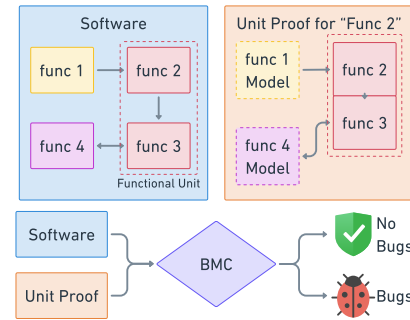 Software
func 1
func 2
func 4
func 3
Functional Unit
Unit Proof for “Func 2”
func 1
Model
func 2
func 3
func 4
Model
Software
Unit Proof
BMC
No
Bugs
Bugs